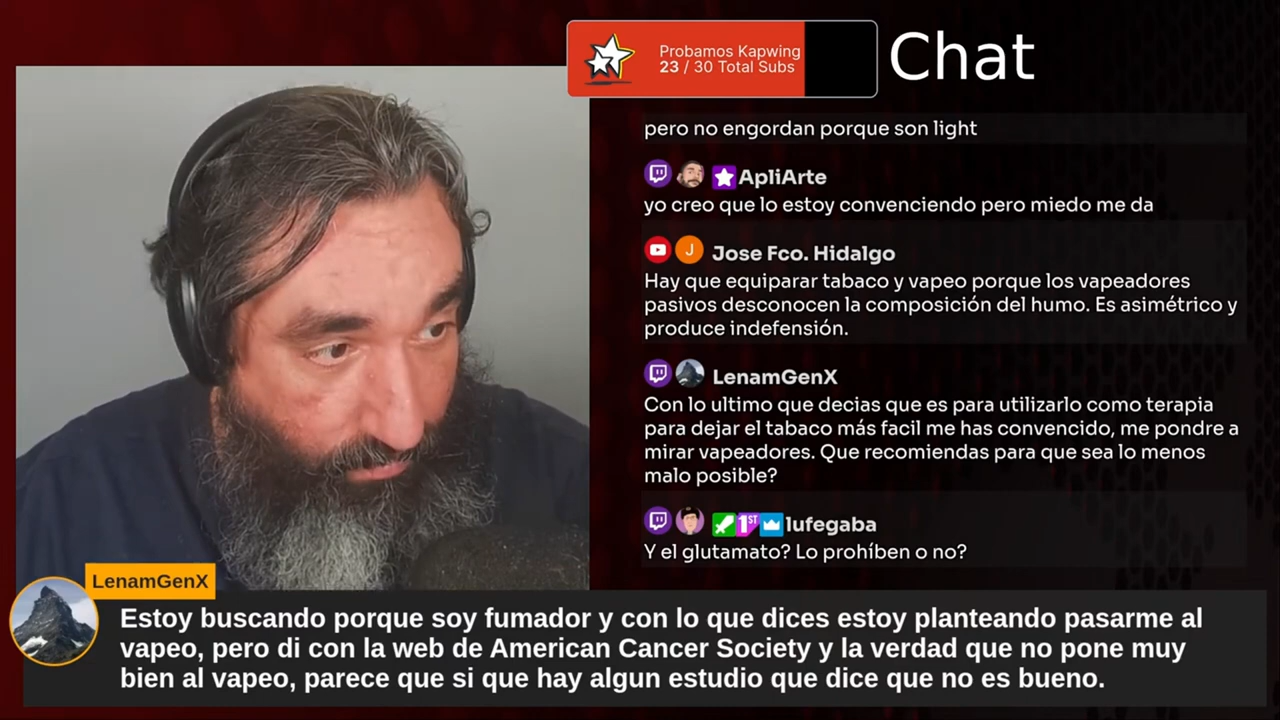 Probamos Kapwing
23 / 30 Total Subs
Chat
pero no engordan porque son light
ApliArte
yo creo que lo estoy convenciendo pero miedo me da
J
Jose Fco. Hidalgo
Hay que equiparar tabaco y vapeo porque los vapeadores
pasivos desconocen la composición del humo. Es asimétrico y
produce indefensión.
LenamGenX
Con lo ultimo que decias que es para utilizarlo como terapia
para dejar el tabaco más facil me has convencido, me pondre a
mirar vapeadores. Que recomiendas para que sea lo menos
malo posible?
1ST
lufegaba
Y el glutamato? Lo prohíben o no?
LenamGenX
Estoy buscando porque soy fumador y con lo que dices estoy planteando pasarme al
vapeo, pero di con la web de American Cancer Society y la verdad que no pone muy
bien al vapeo, parece que si que hay algun estudio que dice que no es bueno.